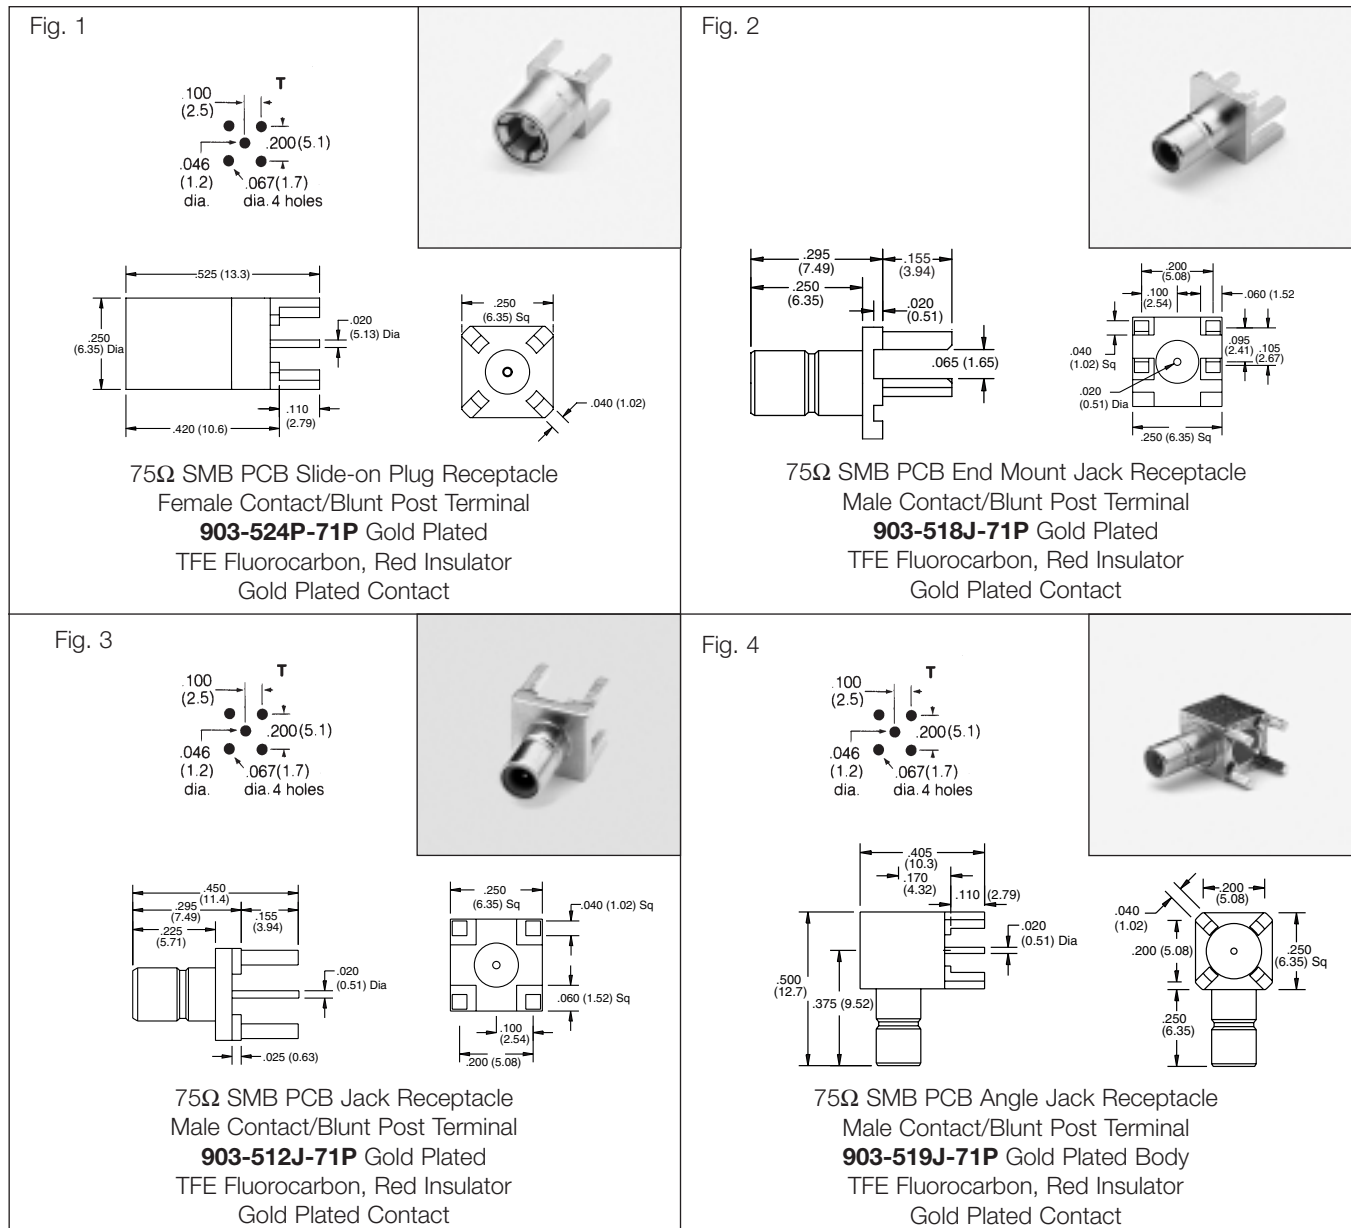 Fig. 1
.100
(2.5)
T
.200(5.1)
.046
(1.2)
dia.
.067(1.7)
dia. 4 holes
.525 (13.3)
.250
(6.35) Dia
.020
(5.13) Dia
.110
(2.79)
.420 (10.6)
.250
(6.35) Sq
.040 (1.02)
75Ω SMB PCB Slide-on Plug Receptacle
Female Contact/Blunt Post Terminal
903-524P-71P Gold Plated
TFE Fluorocarbon, Red Insulator
Gold Plated Contact
Fig. 2
.295
(7.49)
.155
(3.94)
.250
(6.35)
.020
(0.51)
.065 (1.65)
.200
(5.08)
.100
(2.54)
.060 (1.52
.040
(1.02) Sq
.095
(2.41)
.105
(2.67)
.020
(0.51) Dia
.250 (6.35) Sq
75Ω SMB PCB End Mount Jack Receptacle
Male Contact/Blunt Post Terminal
903-518J-71P Gold Plated
TFE Fluorocarbon, Red Insulator
Gold Plated Contact
Fig. 3
.100
(2.5)
T
.200(5.1)
.046
(1.2)
dia.
.067(1.7)
dia. 4 holes
.450
(11.4)
.295
(7.49)
.155
(3.94)
.225
(5.71)
.020
(0.51) Dia
.025 (0.63)
.250
(6.35) Sq
.040 (1.02) Sq
.060 (1.52) Sq
.100
(2.54)
.200 (5.08)
75Ω SMB PCB Jack Receptacle
Male Contact/Blunt Post Terminal
903-512J-71P Gold Plated
TFE Fluorocarbon, Red Insulator
Gold Plated Contact
Fig. 4
.100
(2.5)
T
.200(5.1)
.046
(1.2)
dia.
.067(1.7)
dia. 4 holes
.405
(10.3)
.170
(4.32)
.110 (2.79)
.020
(0.51) Dia
.500
(12.7)
.375 (9.52)
.200
(5.08)
.040
(1.02)
.200 (5.08)
.250
(6.35) Sq
.250
(6.35)
75Ω SMB PCB Angle Jack Receptacle
Male Contact/Blunt Post Terminal
903-519J-71P Gold Plated Body
TFE Fluorocarbon, Red Insulator
Gold Plated Contact